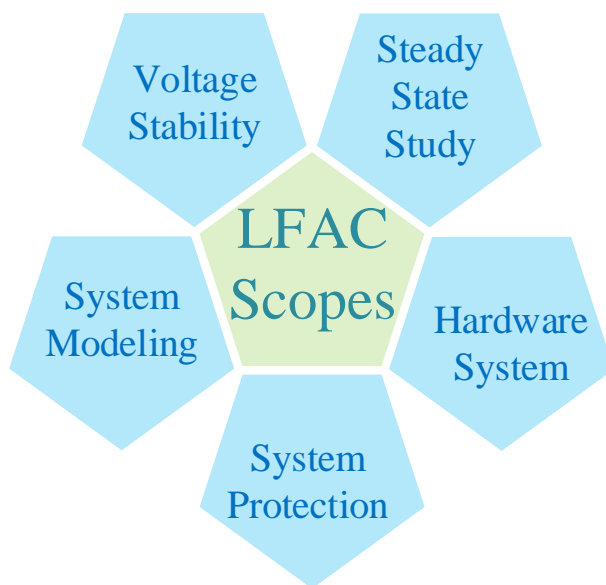 Voltage
Stability
Steady
State
Study
LFAC
Scopes
System
Modeling
Hardware
System
System
Protection